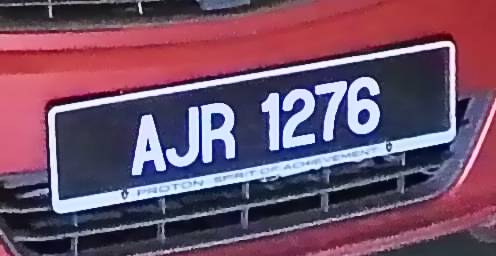 AJR 1276
PROTON SPIRIT OF ACHIEVEMENT